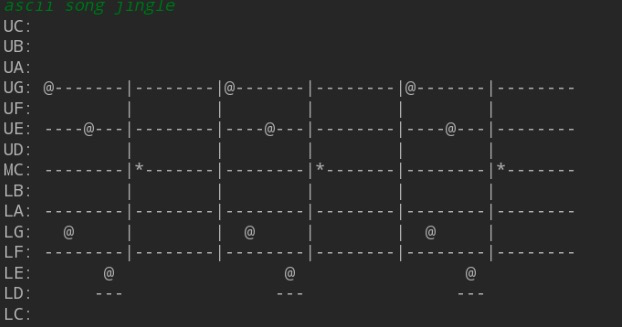 ascii song jingle
UC:
UB:
UA:
UG: @-------|--------|@-------|--------|@-------|--------
UF:         |        |        |        |        |
UE: ----@---|--------|----@---|--------|----@---|--------
UD:         |        |        |        |        |
MC: --------|*-------|--------|*-------|--------|*-------
LB:         |        |        |        |        |
LA: --------|--------|--------|--------|--------|--------
LG:   @     |        |  @     |        |  @     |
LF: --------|--------|--------|--------|--------|--------
LE:       @                 @                 @
LD:      ---               ---               ---
LC: